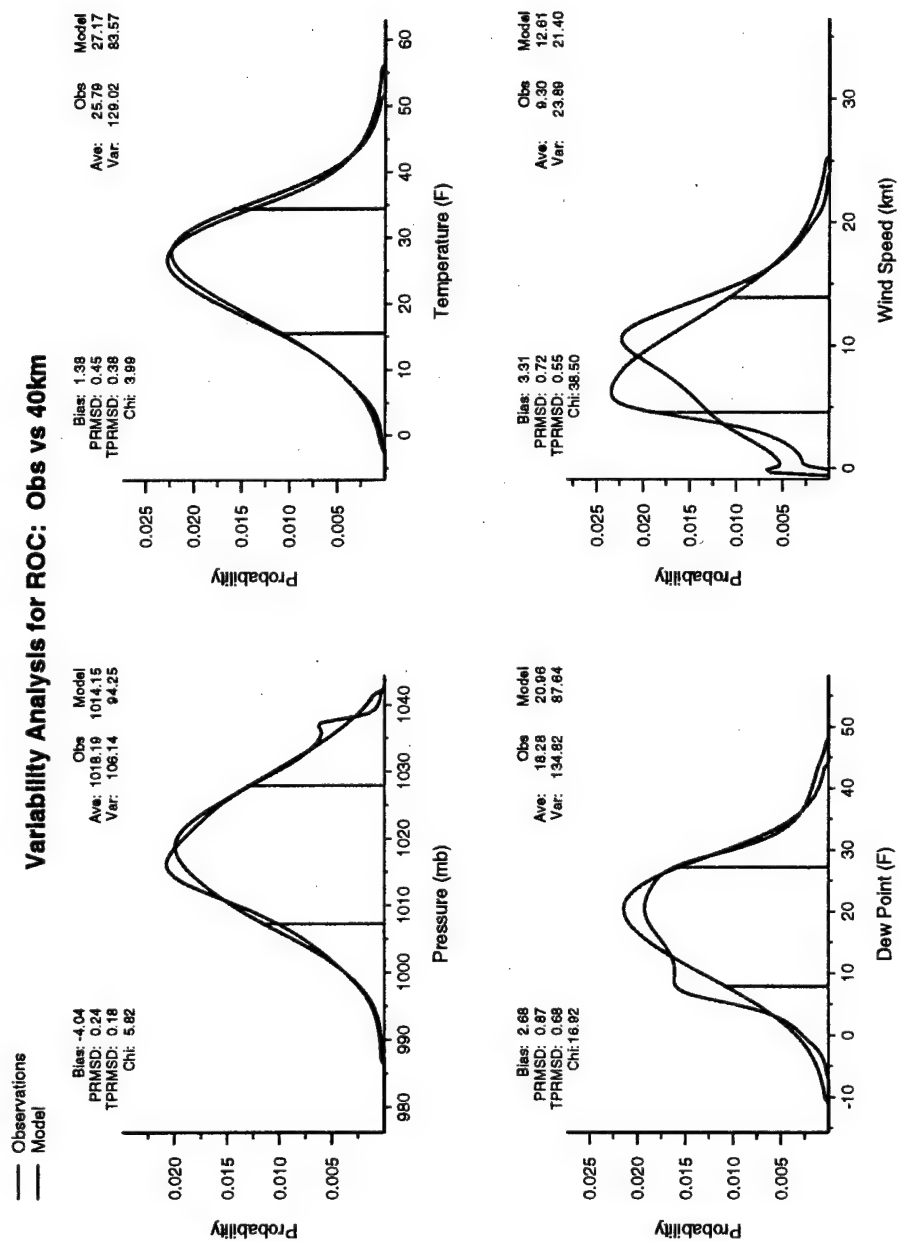 Variability Analysis for ROC: Obs vs 40km
Observations
Model
Bias: -4.04
PRMSD: 0.24
TPRMSD: 0.18
Chi: 5.82
Obs Model
Ave: 1018.19 1014.15
Var: 106.14 94.25
Probability
0.020
0.015
0.010
0.005
980 990 1000 1010 1020 1030 1040
Pressure (mb)
Bias: 1.38
PRMSD: 0.45
TPRMSD: 0.38
Chi: 3.99
Obs Model
Ave: 25.79 27.17
Var: 129.02 83.57
Probability
0.025
0.020
0.015
0.010
0.005
0 10 20 30 40 50 60
Temperature (F)
Bias: 2.68
PRMSD: 0.87
TPRMSD: 0.68
Chi: 16.92
Obs Model
Ave: 18.28 20.96
Var: 134.82 87.64
Probability
0.025
0.020
0.015
0.010
0.005
-10 0 10 20 30 40 50
Dew Point (F)
Bias: 3.31
PRMSD: 0.72
TPRMSD: 0.55
Chi: 38.50
Obs Model
Ave: 9.30 12.61
Var: 23.89 21.40
Probability
0.025
0.020
0.015
0.010
0.005
0 10 20 30
Wind Speed (knt)